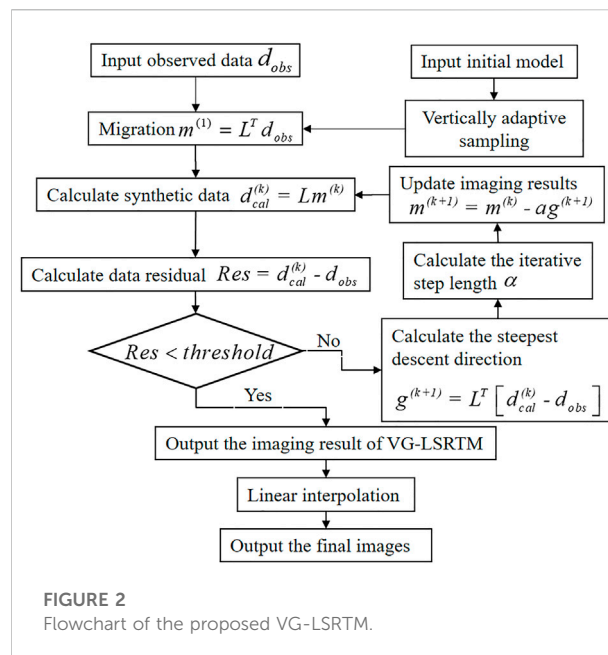 Input observed data d_obs
Input initial model
Migration m^(1) = L^T d_obs
Vertically adaptive
sampling
Calculate synthetic data d_cal^(k) = Lm^(k)
Update imaging results
m^(k+1) = m^(k) - ag^(k+1)
Calculate data residual Res = d_cal^(k) - d_obs
Calculate the iterative
step length α
Res < threshold
No
Calculate the steepest
descent direction
g^(k+1) = L^T [d_cal^(k) - d_obs]
Yes
Output the imaging result of VG-LSRTM
Linear interpolation
Output the final images
FIGURE 2
Flowchart of the proposed VG-LSRTM.